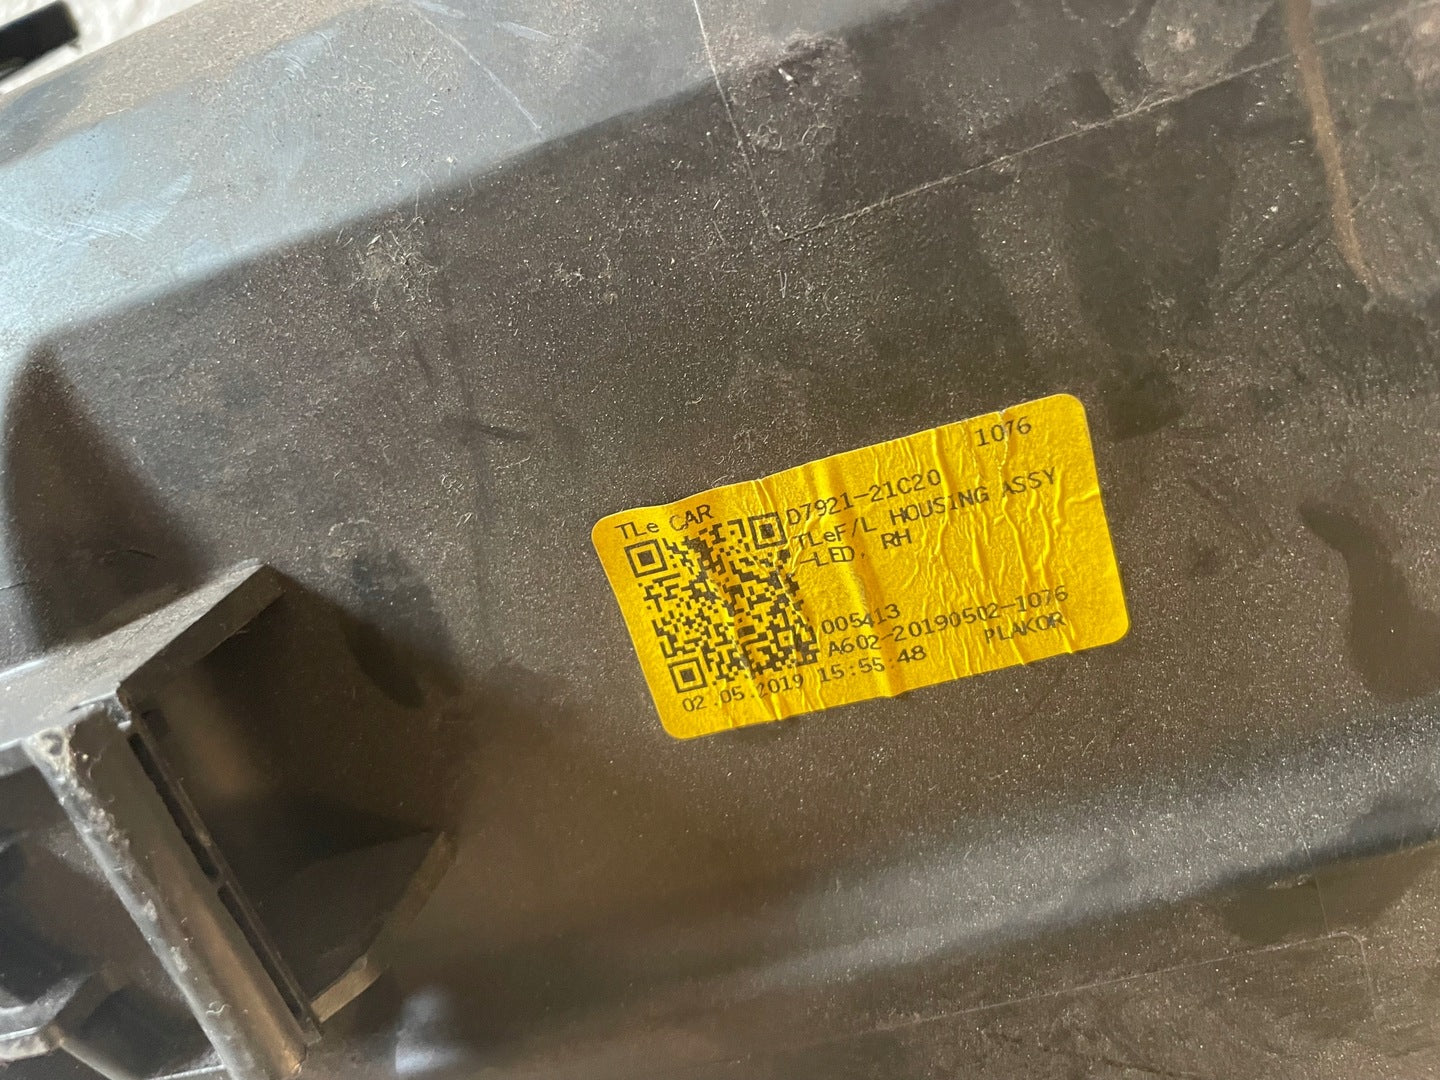 1076
TLe CAR
D7921-21C20
TLeF/L HOUSING ASSY
-LED, RH
005413
A602-20190502-1076
02.05.2019 15:55:48 PLAKOR